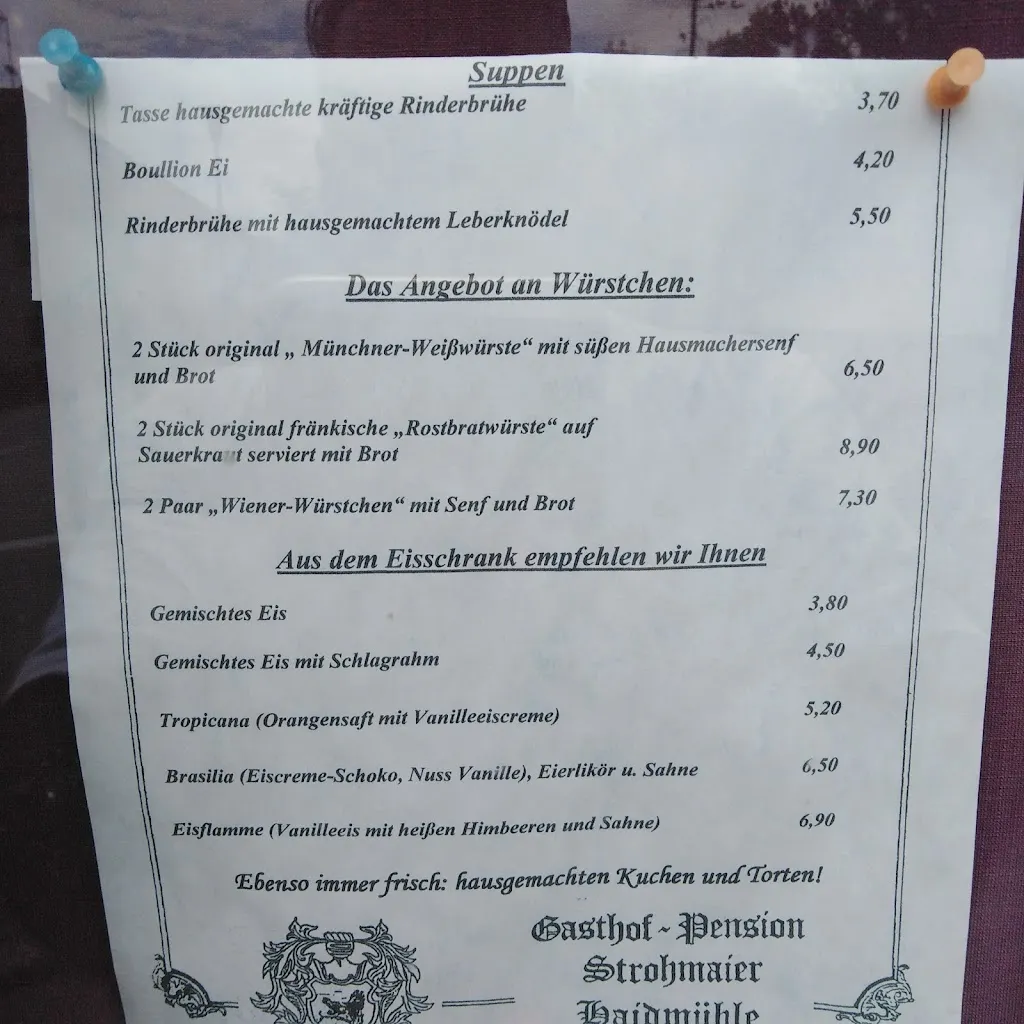 Suppen
Tasse hausgemachte kräftige Rinderbrühe 3,70
Boullion Ei 4,20
Rinderbrühe mit hausgemachtem Leberknödel 5,50
Das Angebot an Würstchen:
2 Stück original „ Münchner-Weißwürste“ mit süßen Hausmachersenf
und Brot 6,50
2 Stück original fränkische „Rostbratwürste“ auf
Sauerkraut serviert mit Brot 8,90
2 Paar „Wiener-Würstchen“ mit Senf und Brot 7,30
Aus dem Eisschrank empfehlen wir Ihnen
Gemischtes Eis 3,80
Gemischtes Eis mit Schlagrahm 4,50
Tropicana (Orangensaft mit Vanilleeiscreme) 5,20
Brasilia (Eiscreme-Schoko, Nuss Vanille), Eierlikör u. Sahne 6,50
Eisflamme (Vanilleeis mit heißen Himbeeren und Sahne) 6,90
Ebenso immer frisch: hausgemachten Kuchen und Torten!
Gasthof ~ Pension
Strohmaier
Haidmühle